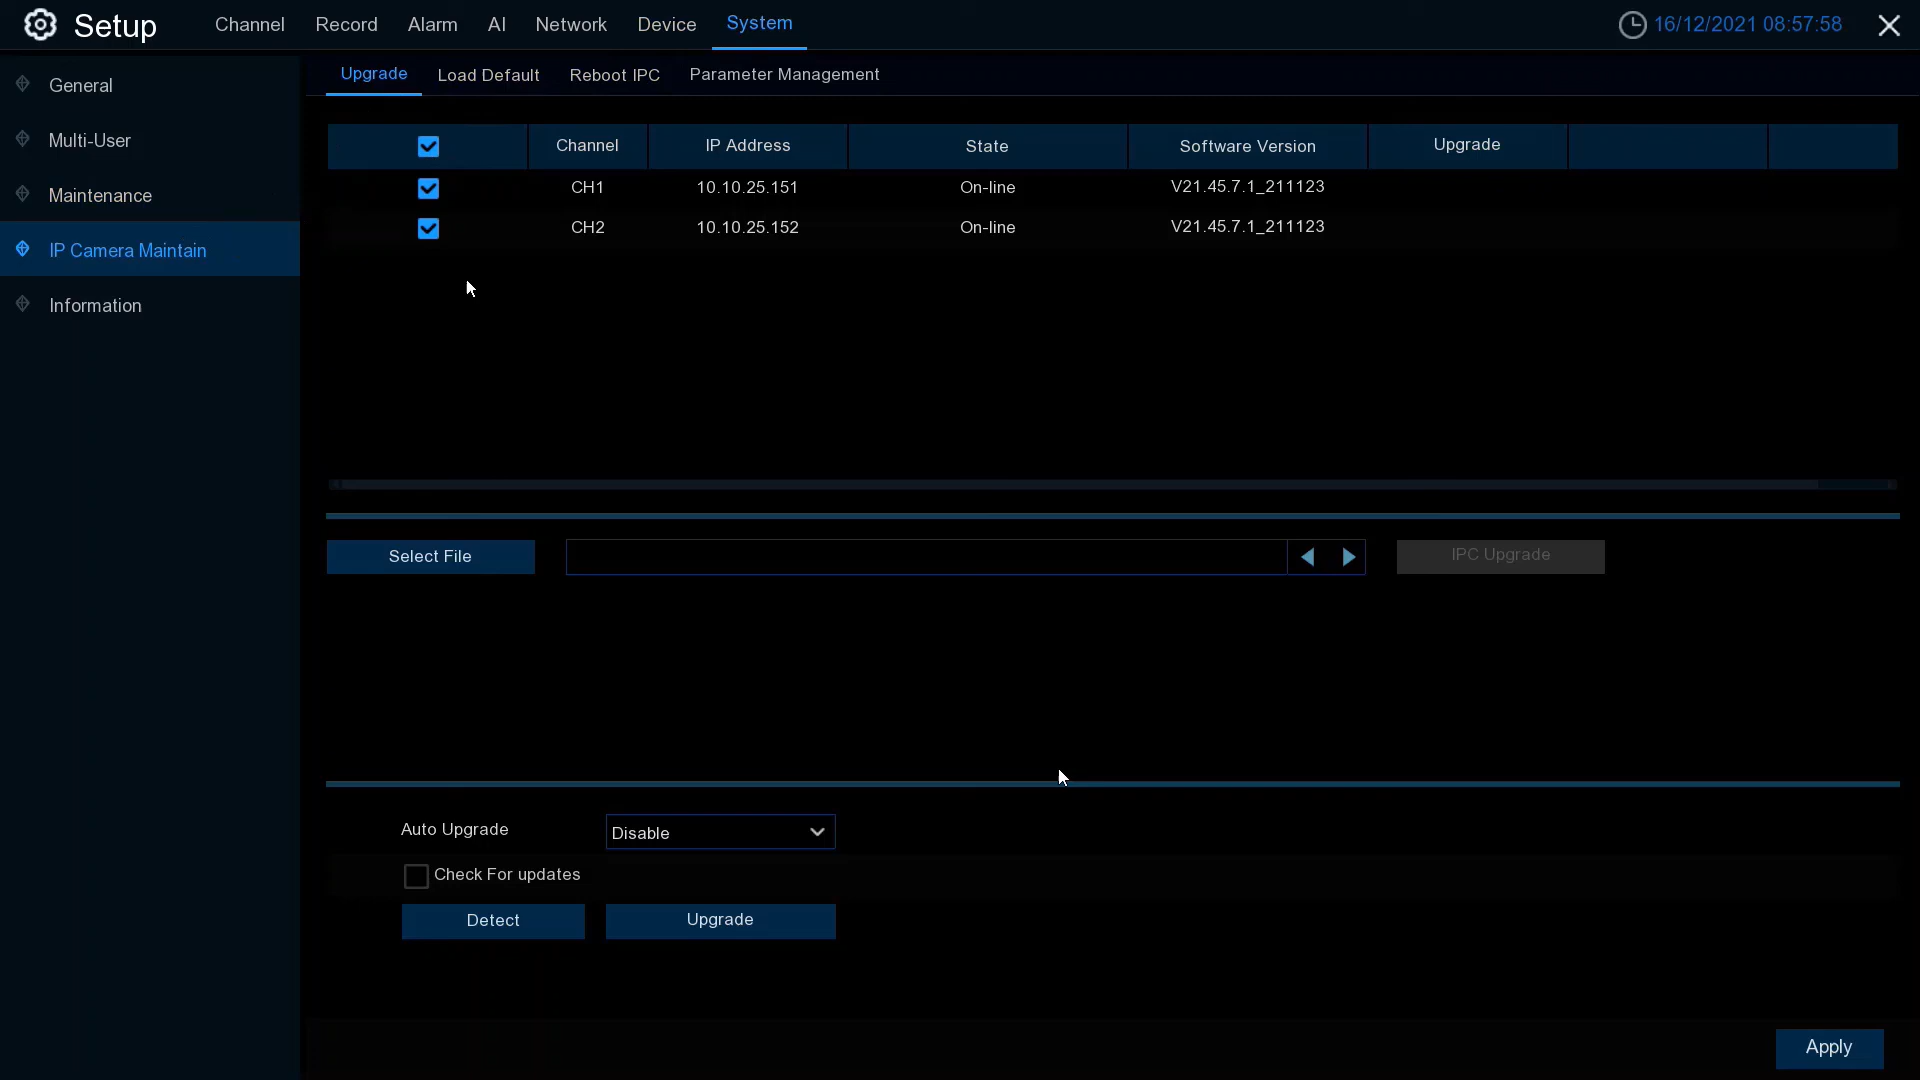 Setup Channel Record Alarm AI Network Device System 16/12/2021 08:57:58
Upgrade Load Default Reboot IPC Parameter Management
General
Multi-User
Maintenance
IP Camera Maintain
Information
Channel IP Address State Software Version Upgrade
CH1 10.10.25.151 On-line V21.45.7.1_211123
CH2 10.10.25.152 On-line V21.45.7.1_211123
Select File IPC Upgrade
Auto Upgrade Disable
Check For updates
Detect Upgrade
Apply